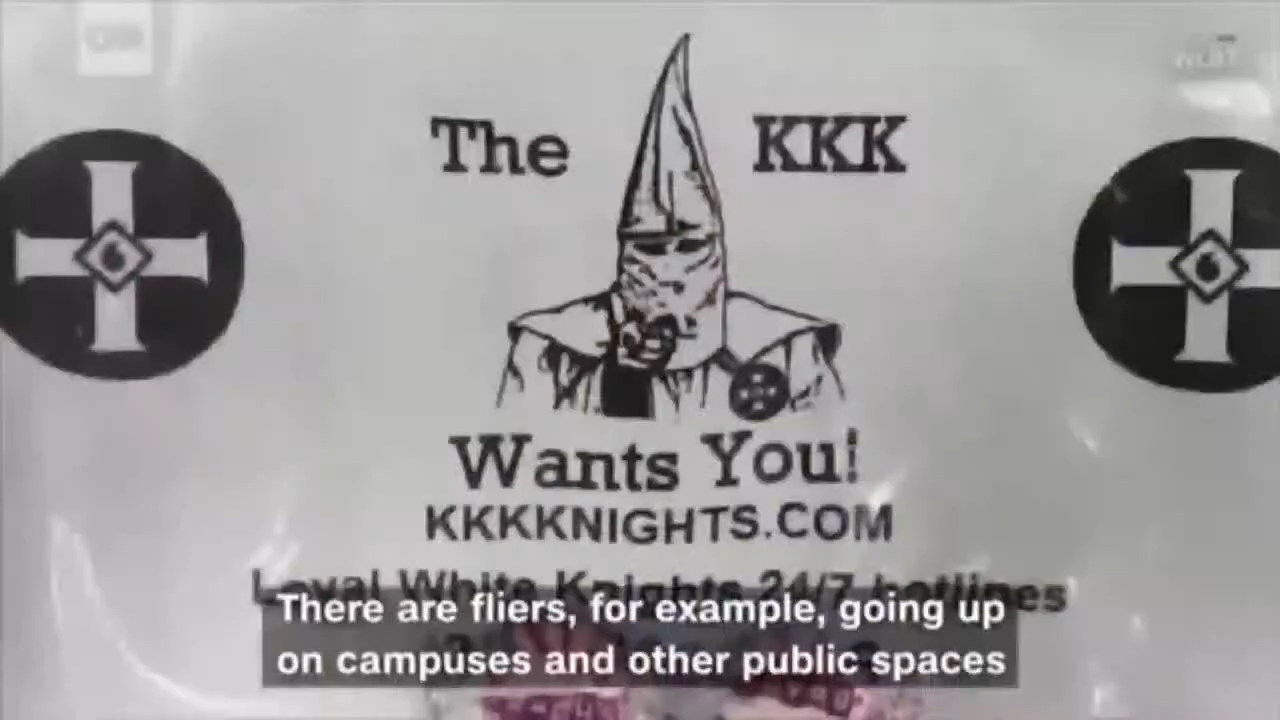 The KKK
Wants You!
KKKKNIGHTS.COM
Loyal White Knights 24/7 hotlines
There are fliers, for example, going up
on campuses and other public spaces